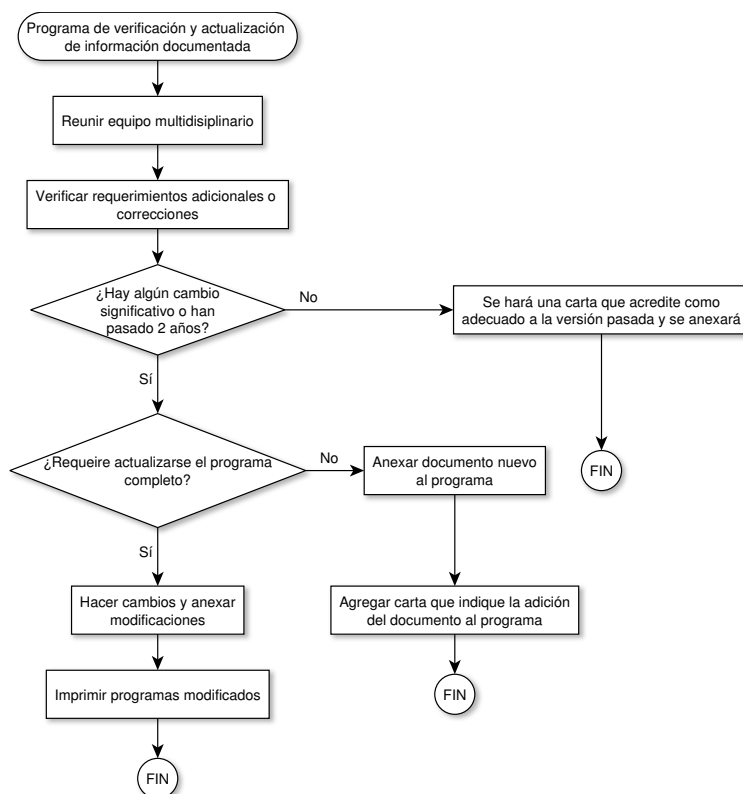 Programa de verificación y actualización
de información documentada
Reunir equipo multidisiplinario
Verificar requerimientos adicionales o
correcciones
¿Hay algún cambio
significativo o han
pasado 2 años?
No
Se hará una carta que acredite como
adecuado a la versión pasada y se anexará
Sí
FIN
¿Requeire actualizarse el programa
completo?
No
Anexar documento nuevo
al programa
Sí
Hacer cambios y anexar
modificaciones
Agregar carta que indique la adición
del documento al programa
Imprimir programas modificados
FIN
FIN